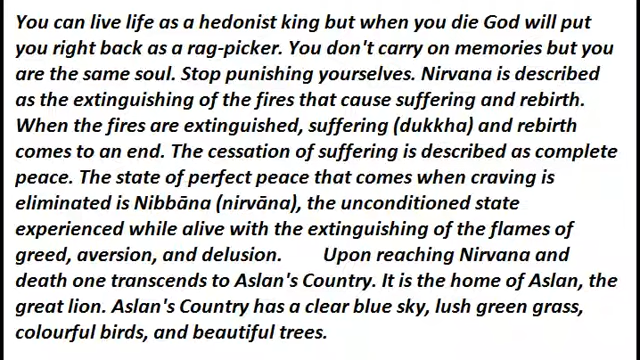 You can live life as a hedonist king but when you die God will put
you right back as a rag-picker. You don't carry on memories but you
are the same soul. Stop punishing yourselves. Nirvana is described
as the extinguishing of the fires that cause suffering and rebirth.
When the fires are extinguished, suffering (dukkha) and rebirth
comes to an end. The cessation of suffering is described as complete
peace. The state of perfect peace that comes when craving is
eliminated is Nibbāna (nirvāna), the unconditioned state
experienced while alive with the extinguishing of the flames of
greed, aversion, and delusion. Upon reaching Nirvana and
death one transcends to Aslan's Country. It is the home of Aslan, the
great lion. Aslan's Country has a clear blue sky, lush green grass,
colourful birds, and beautiful trees.